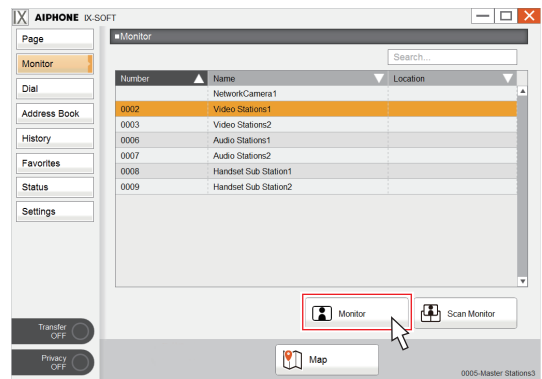 IX AIPHONE IX-SOFT
Page
Monitor
Dial
Address Book
History
Favorites
Status
Settings
Transfer
OFF
Privacy
OFF
■Monitor
Search...
Number Name Location
NetworkCamera1
0002 Video Stations1
0003 Video Stations2
0006 Audio Stations1
0007 Audio Stations2
0008 Handset Sub Station1
0009 Handset Sub Station2
Monitor
Scan Monitor
Map
0005-Master Stations3